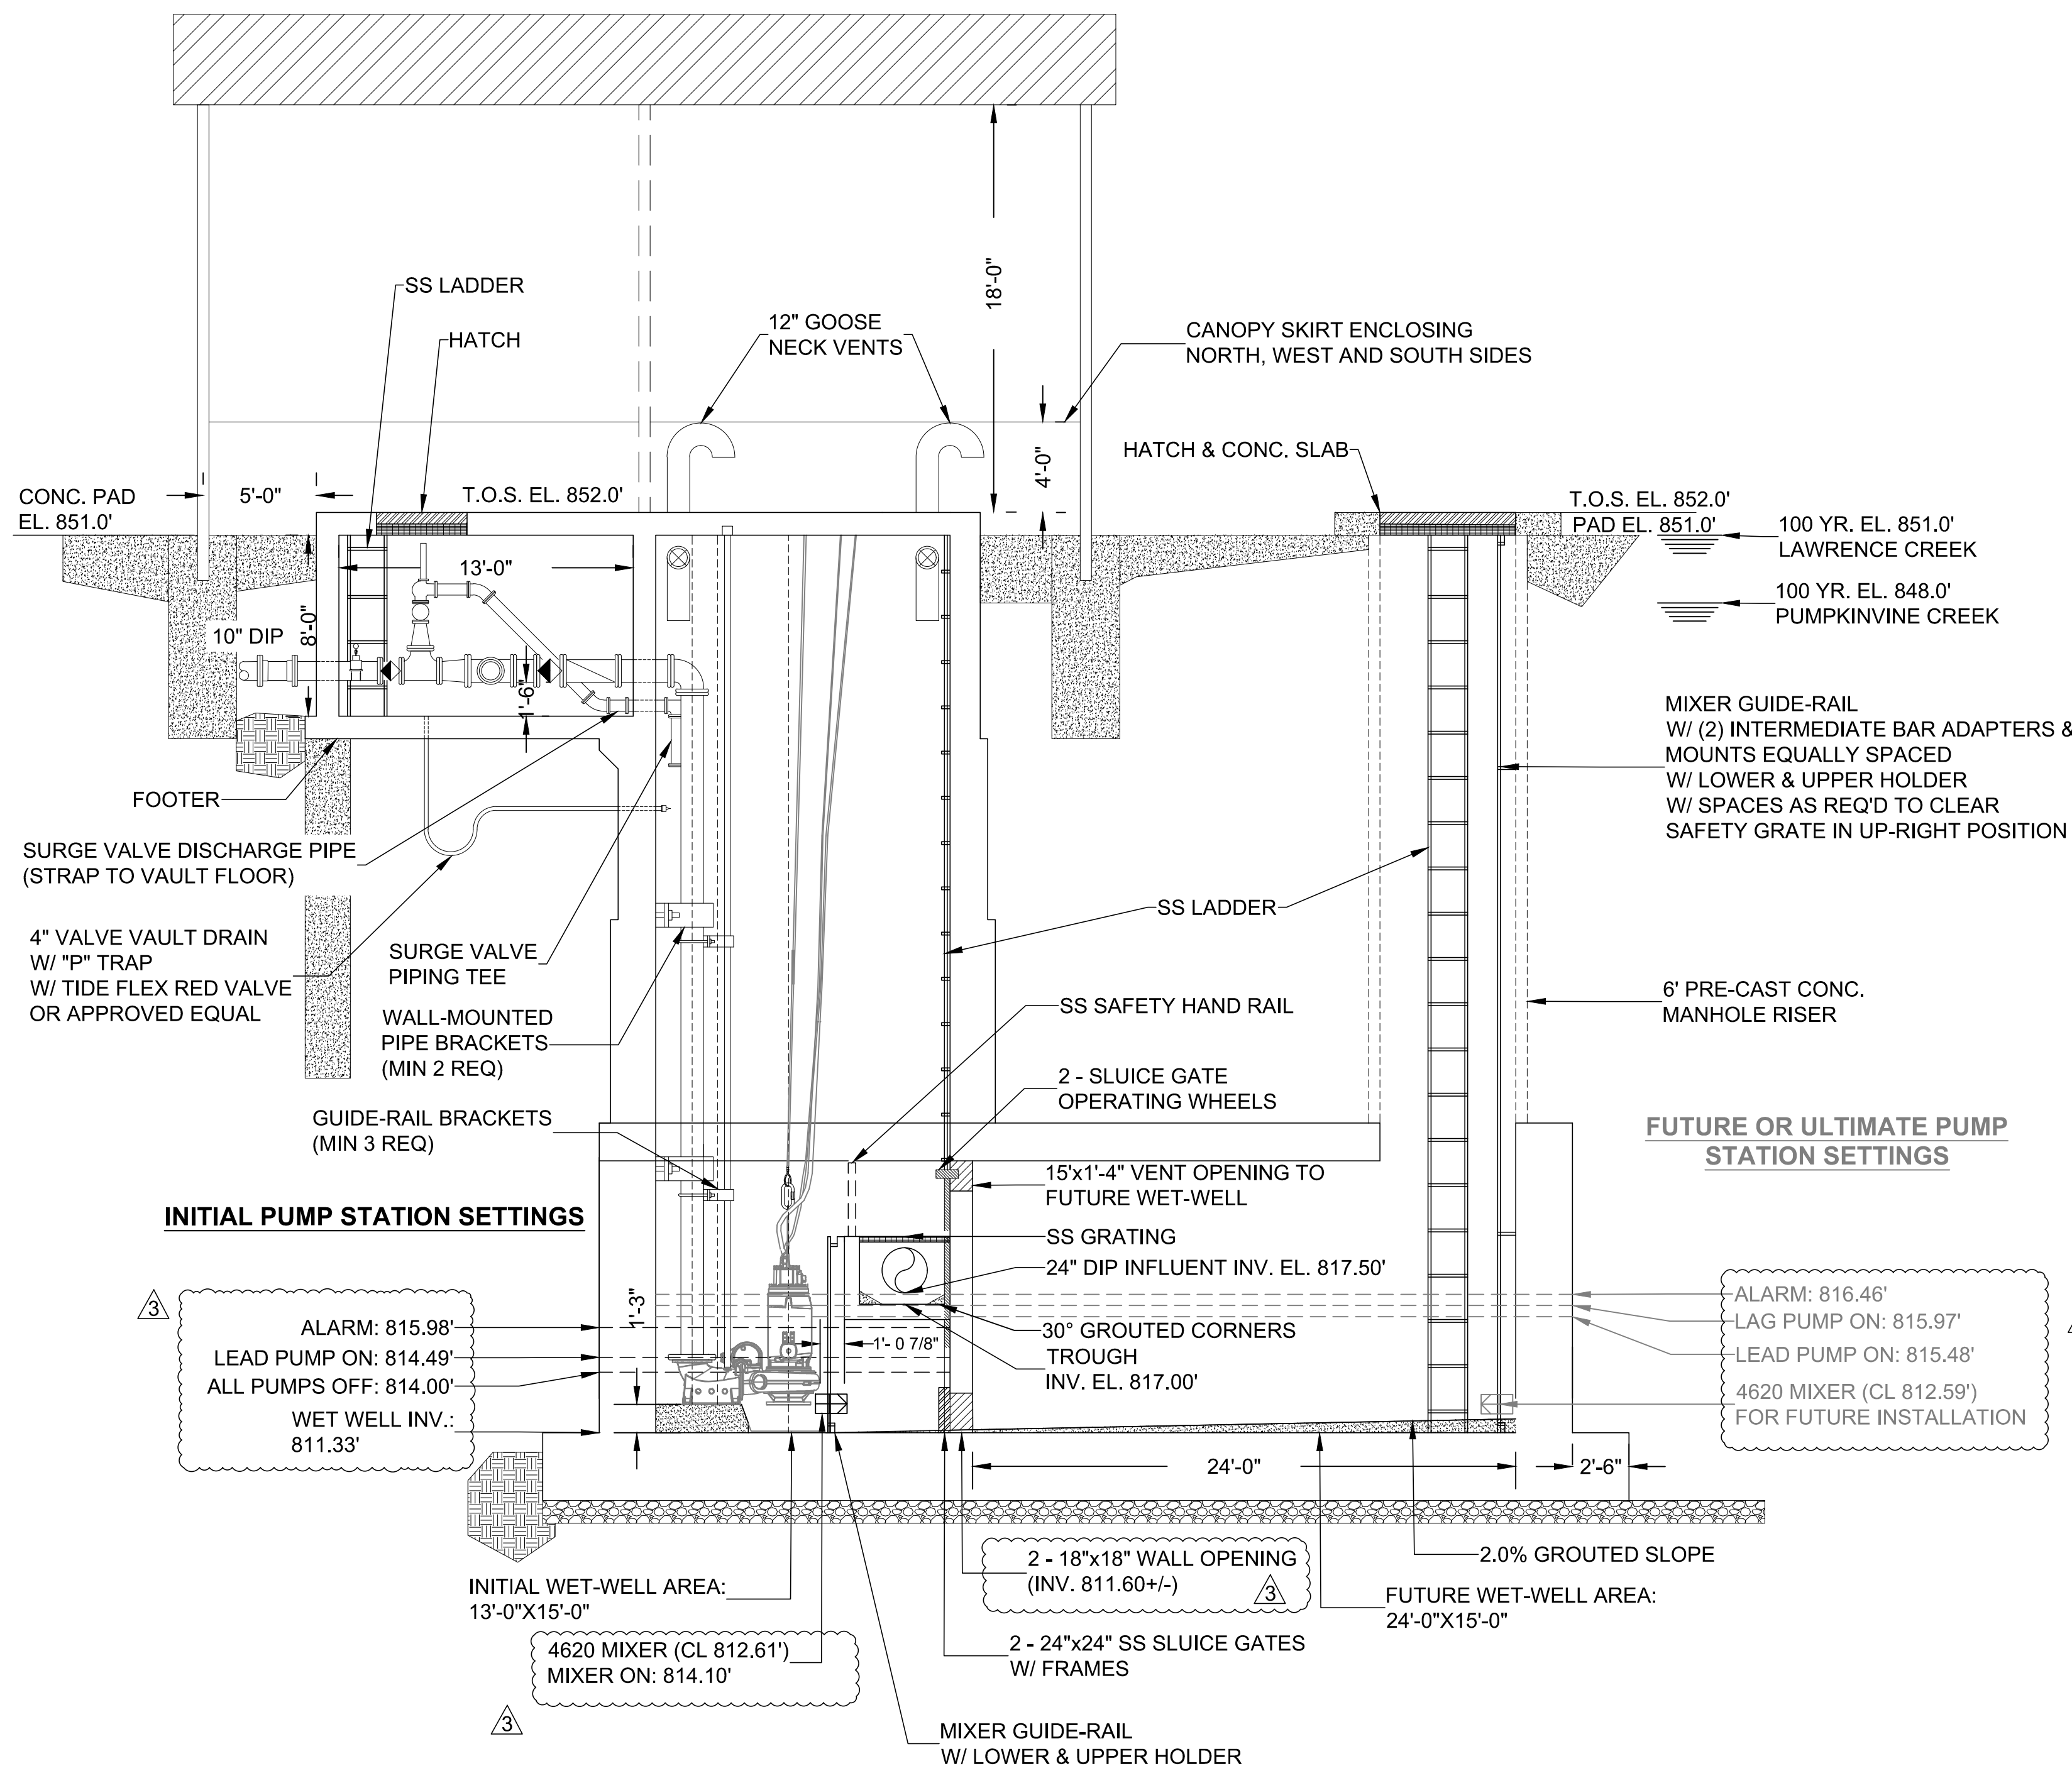 SS LADDER
HATCH
12" GOOSE
NECK VENTS
18'-0"
CANOPY SKIRT ENCLOSING
NORTH, WEST AND SOUTH SIDES
4'-0"
HATCH & CONC. SLAB
CONC. PAD
EL. 851.0'
5'-0"
T.O.S. EL. 852.0'
T.O.S. EL. 852.0'
PAD EL. 851.0'
100 YR. EL. 851.0'
LAWRENCE CREEK
100 YR. EL. 848.0'
PUMPKINVINE CREEK
13'-0"
8'-0"
10" DIP
1'-6"
MIXER GUIDE-RAIL
W/ (2) INTERMEDIATE BAR ADAPTERS &
MOUNTS EQUALLY SPACED
W/ LOWER & UPPER HOLDER
W/ SPACES AS REQ'D TO CLEAR
SAFETY GRATE IN UP-RIGHT POSITION
FOOTER
SURGE VALVE DISCHARGE PIPE
(STRAP TO VAULT FLOOR)
4" VALVE VAULT DRAIN
W/ "P" TRAP
W/ TIDE FLEX RED VALVE
OR APPROVED EQUAL
SURGE VALVE
PIPING TEE
WALL-MOUNTED
PIPE BRACKETS
(MIN 2 REQ)
SS LADDER
SS SAFETY HAND RAIL
6' PRE-CAST CONC.
MANHOLE RISER
2 - SLUICE GATE
OPERATING WHEELS
GUIDE-RAIL BRACKETS
(MIN 3 REQ)
FUTURE OR ULTIMATE PUMP
STATION SETTINGS
15'x1'-4" VENT OPENING TO
FUTURE WET-WELL
INITIAL PUMP STATION SETTINGS
SS GRATING
24" DIP INFLUENT INV. EL. 817.50'
3
ALARM: 815.98'
LEAD PUMP ON: 814.49'
ALL PUMPS OFF: 814.00'
WET WELL INV.:
811.33'
1'-3"
1'- 0 7/8"
30° GROUTED CORNERS
TROUGH
INV. EL. 817.00'
ALARM: 816.46'
LAG PUMP ON: 815.97'
LEAD PUMP ON: 815.48'
4620 MIXER (CL 812.59')
FOR FUTURE INSTALLATION
24'-0"
2'-6"
2 - 18"x18" WALL OPENING
(INV. 811.60+/-)
3
2.0% GROUTED SLOPE
INITIAL WET-WELL AREA:
13'-0"X15'-0"
FUTURE WET-WELL AREA:
24'-0"X15'-0"
4620 MIXER (CL 812.61')
MIXER ON: 814.10'
3
2 - 24"x24" SS SLUICE GATES
W/ FRAMES
MIXER GUIDE-RAIL
W/ LOWER & UPPER HOLDER